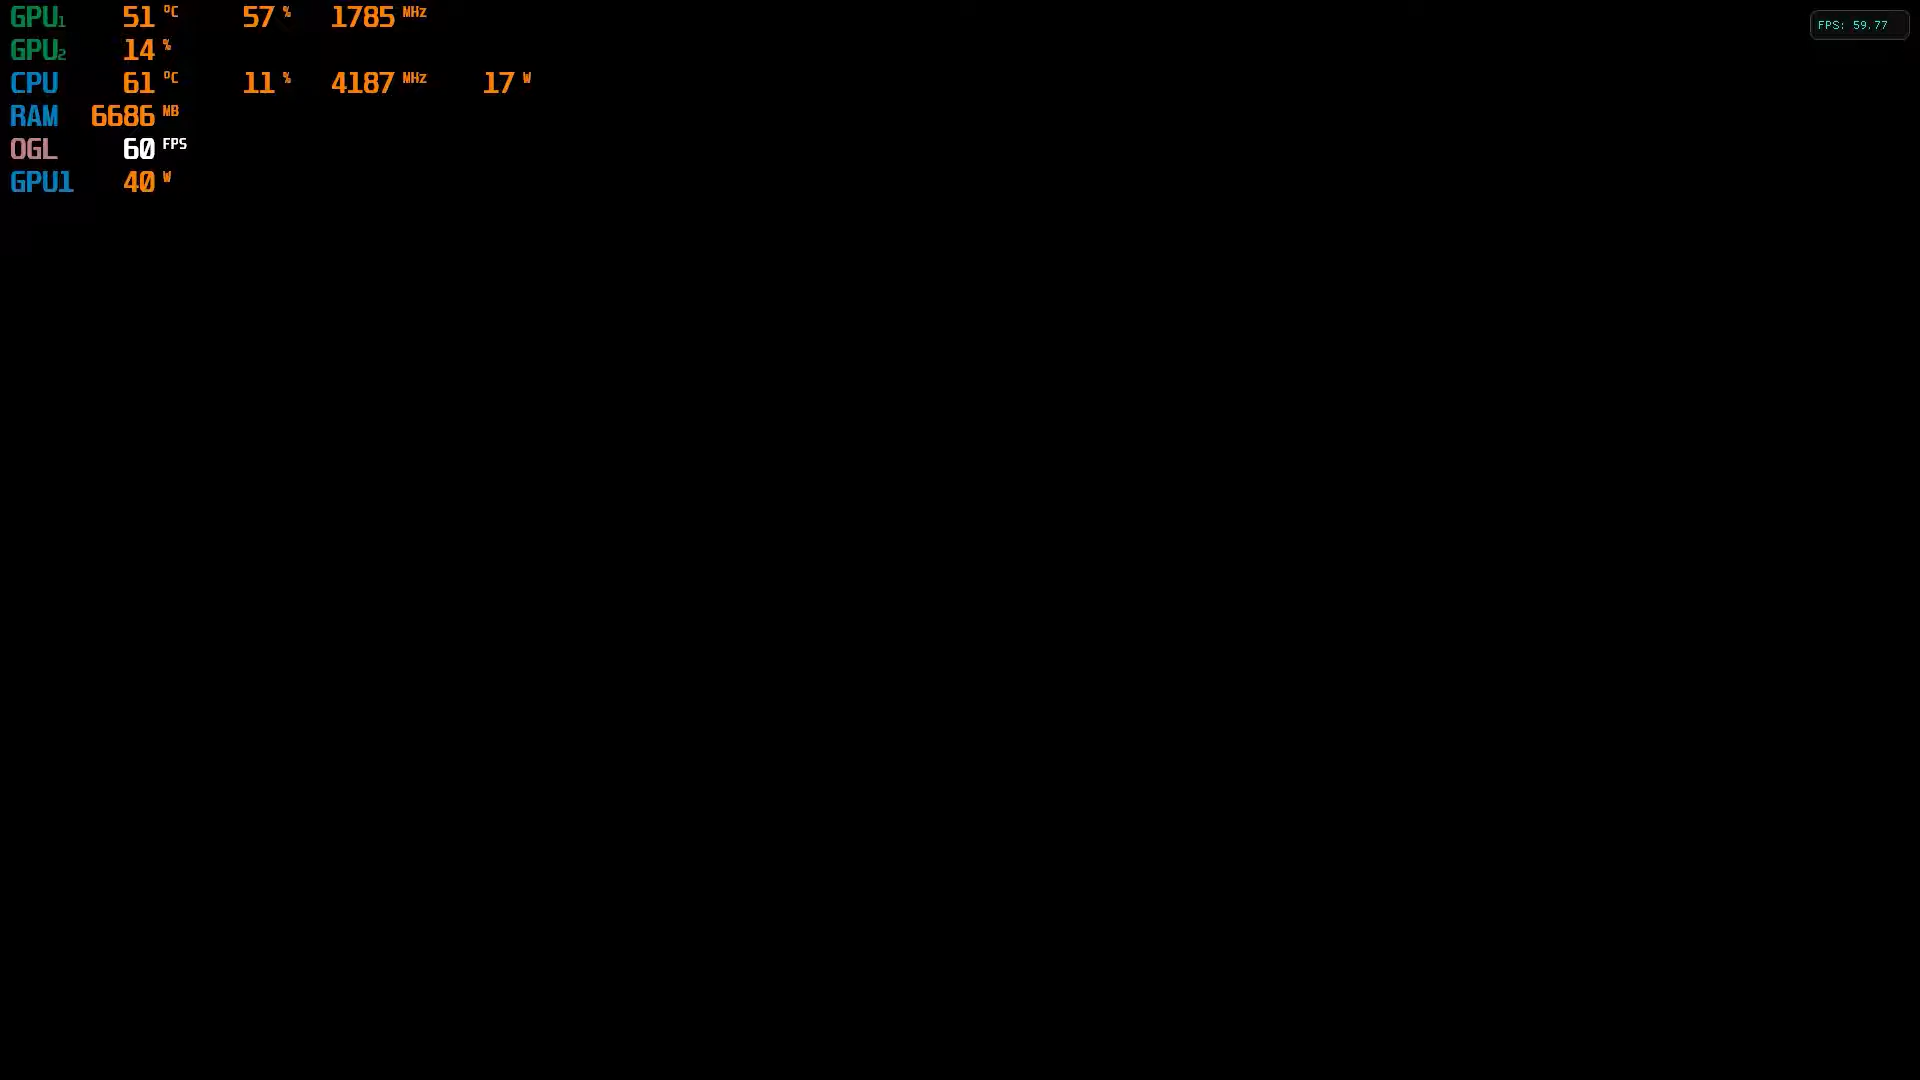 GPU1 51 °C 57 % 1785 MHz
FPS: 59.77
GPU2 14 %
CPU 61 °C 11 % 4187 MHz 17 W
RAM 6686 MB
OGL 60 FPS
GPU1 40 W